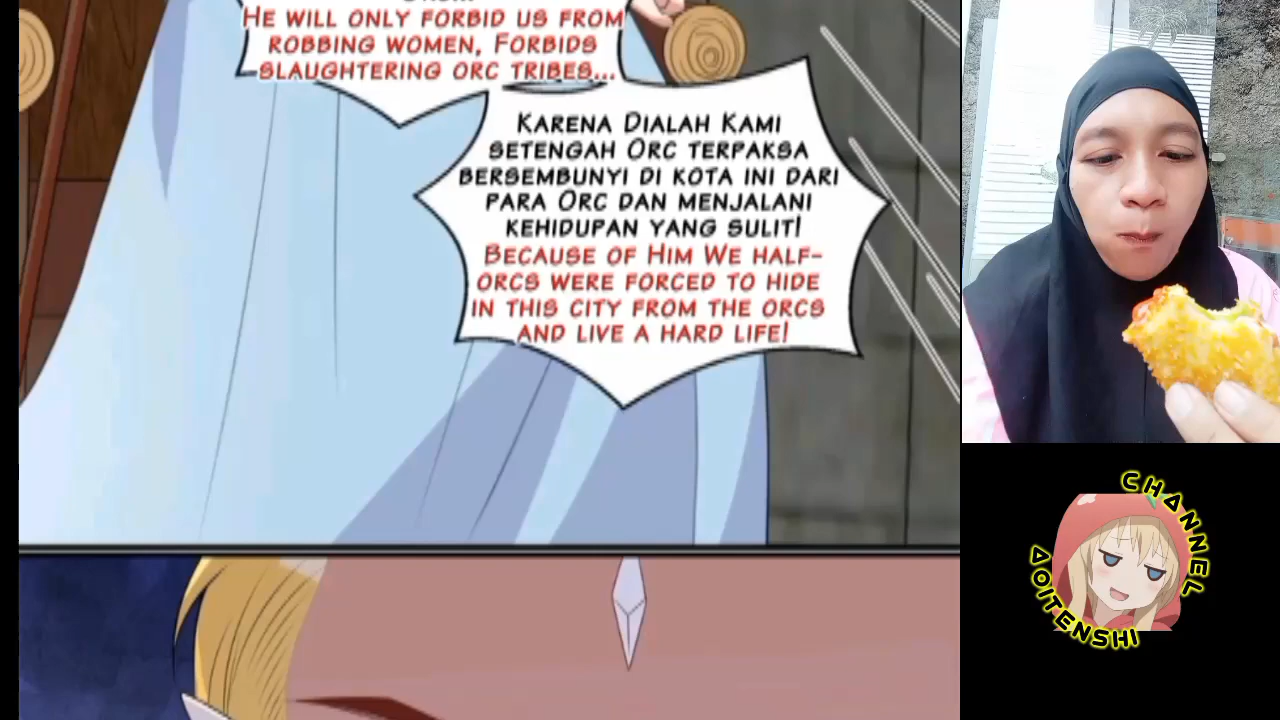 HE WILL ONLY FORBID US FROM
ROBBING WOMEN, FORBIDS
SLAUGHTERING ORC TRIBES...
KARENA DIALAH KAMI
SETENGAH ORC TERPAKSA
BERSEMBUNYI DI KOTA INI DARI
PARA ORC DAN MENJALANI
KEHIDUPAN YANG SULIT!
BECAUSE OF HIM WE HALF-
ORCS WERE FORCED TO HIDE
IN THIS CITY FROM THE ORCS
AND LIVE A HARD LIFE!
CHANNEL
AOITENSHI